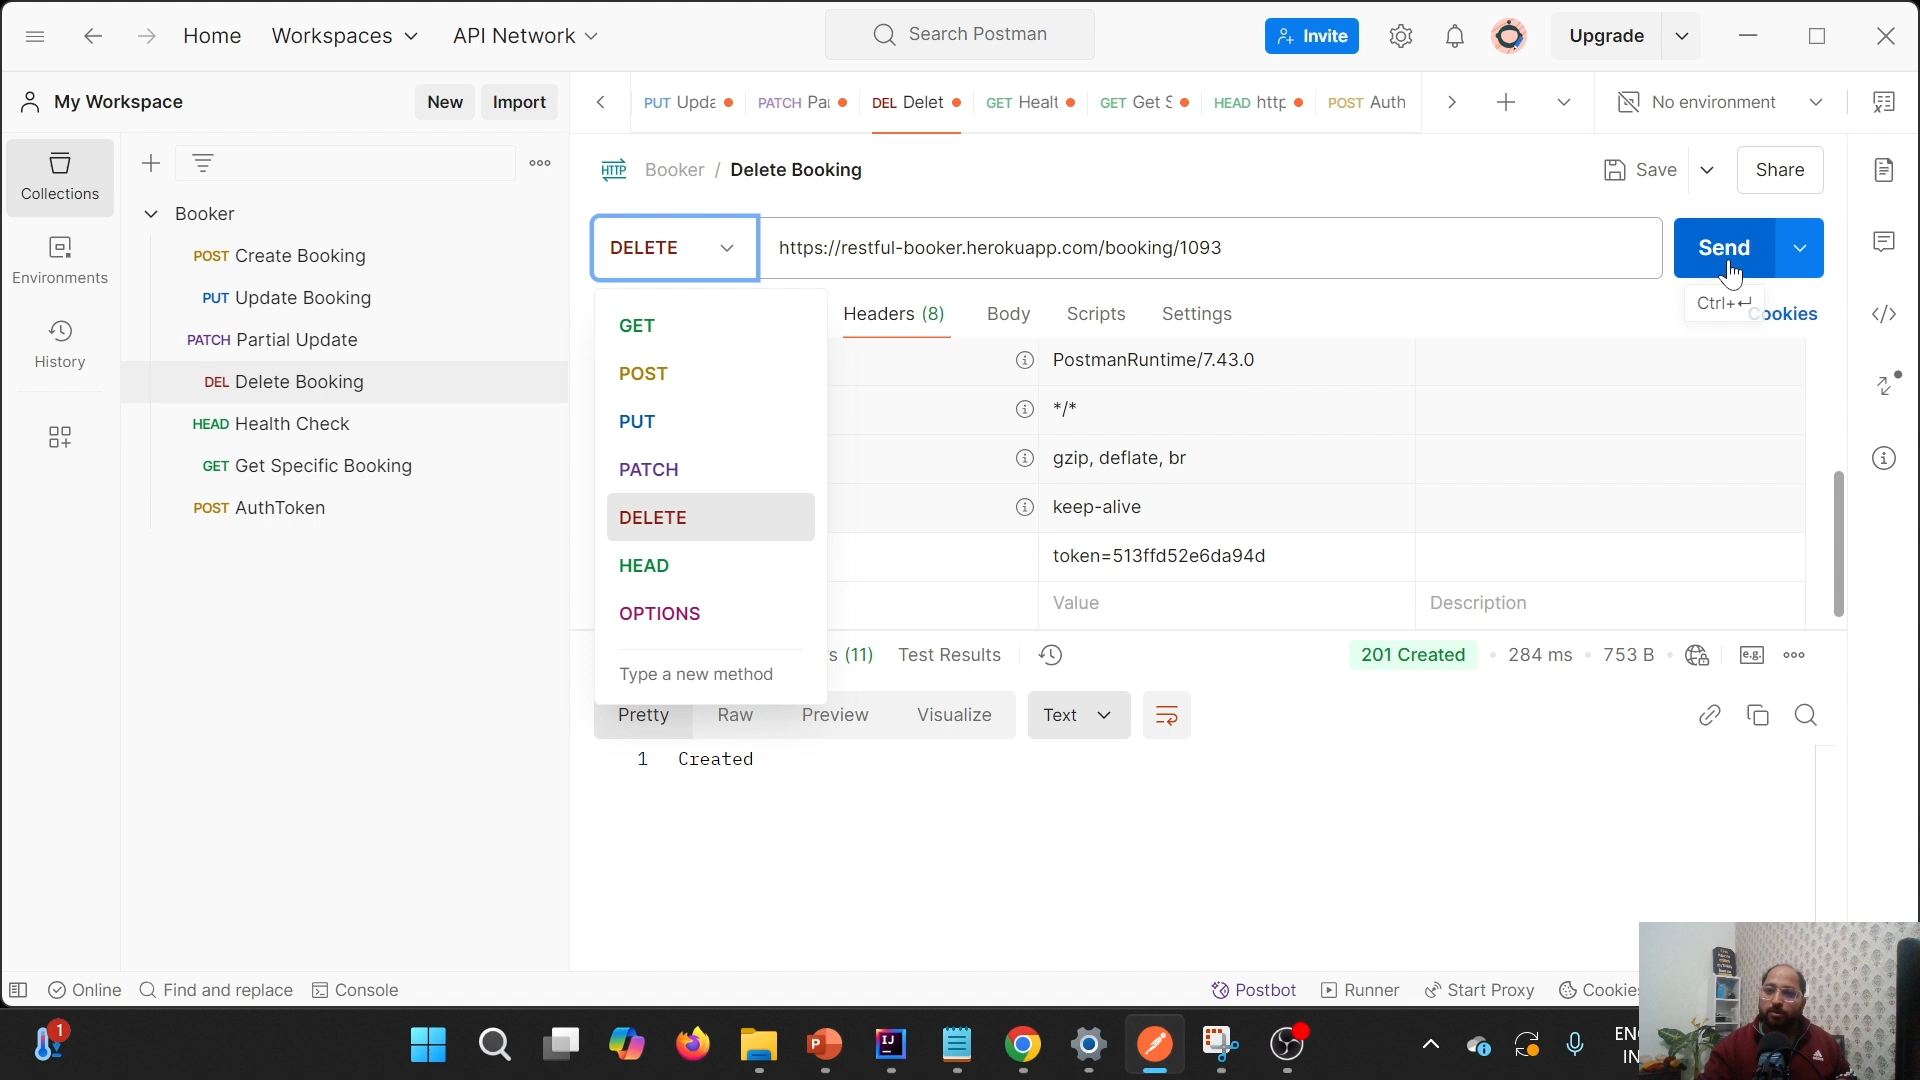 Home
Workspaces
API Network
Search Postman
Invite
Upgrade
My Workspace
New
Import
PUT Upda
PATCH Pa
DEL Delet
GET Healt
GET Get S
HEAD http
POST Auth
No environment
Collections
Environments
History
Booker
POST Create Booking
PUT Update Booking
PATCH Partial Update
DEL Delete Booking
HEAD Health Check
GET Get Specific Booking
POST AuthToken
HTTP
Booker / Delete Booking
Save
Share
DELETE
https://restful-booker.herokuapp.com/booking/1093
Send
Ctrl+↵
Headers (8)
Body
Scripts
Settings
Cookies
GET
POST
PUT
PATCH
DELETE
HEAD
OPTIONS
Type a new method
PostmanRuntime/7.43.0
*/*
gzip, deflate, br
keep-alive
token=513ffd52e6da94d
Value
Description
s (11)
Test Results
201 Created
284 ms
753 B
e.g.
Pretty
Raw
Preview
Visualize
Text
1 Created
Online
Find and replace
Console
Postbot
Runner
Start Proxy
Cookies
1
P
IJ
ENG
IN